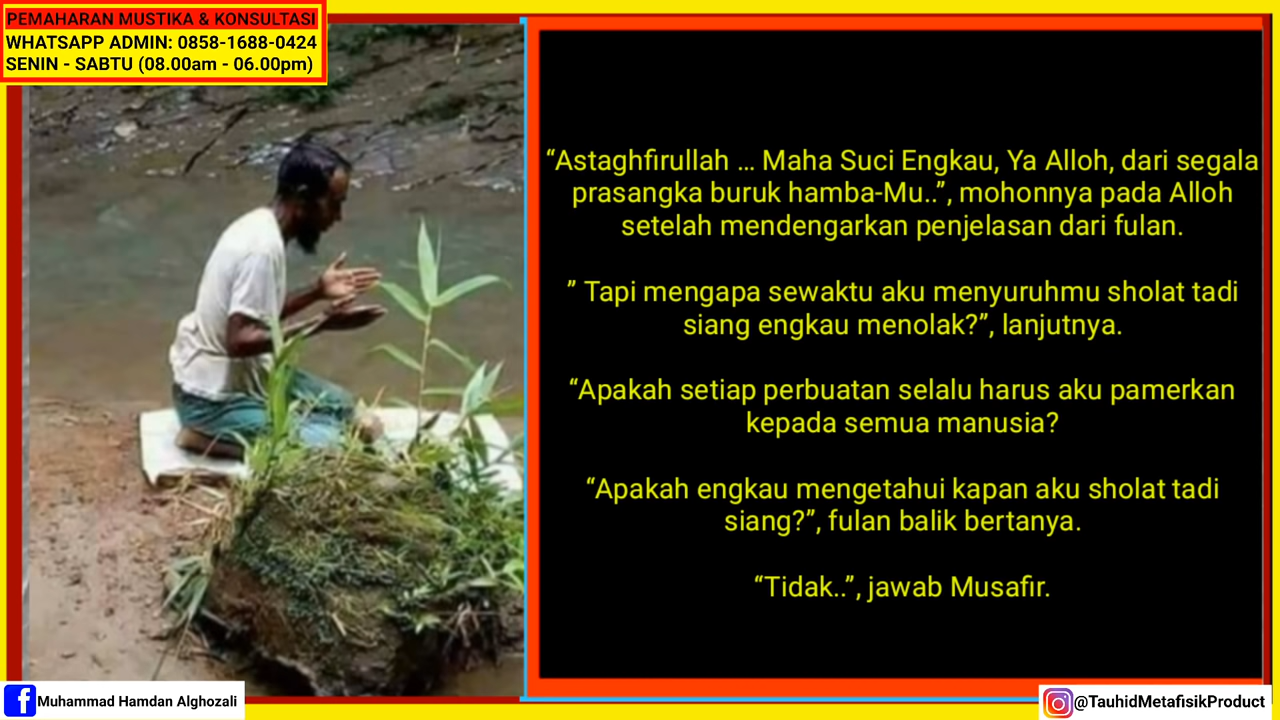 PEMAHARAN MUSTIKA & KONSULTASI
WHATSAPP ADMIN: 0858-1688-0424
SENIN - SABTU (08.00am - 06.00pm)
“Astaghfirullah … Maha Suci Engkau, Ya Alloh, dari segala
prasangka buruk hamba-Mu..”, mohonnya pada Alloh
setelah mendengarkan penjelasan dari fulan.
” Tapi mengapa sewaktu aku menyuruhmu sholat tadi
siang engkau menolak?”, lanjutnya.
“Apakah setiap perbuatan selalu harus aku pamerkan
kepada semua manusia?
“Apakah engkau mengetahui kapan aku sholat tadi
siang?”, fulan balik bertanya.
“Tidak..”, jawab Musafir.
Muhammad Hamdan Alghozali
@TauhidMetafisikProduct